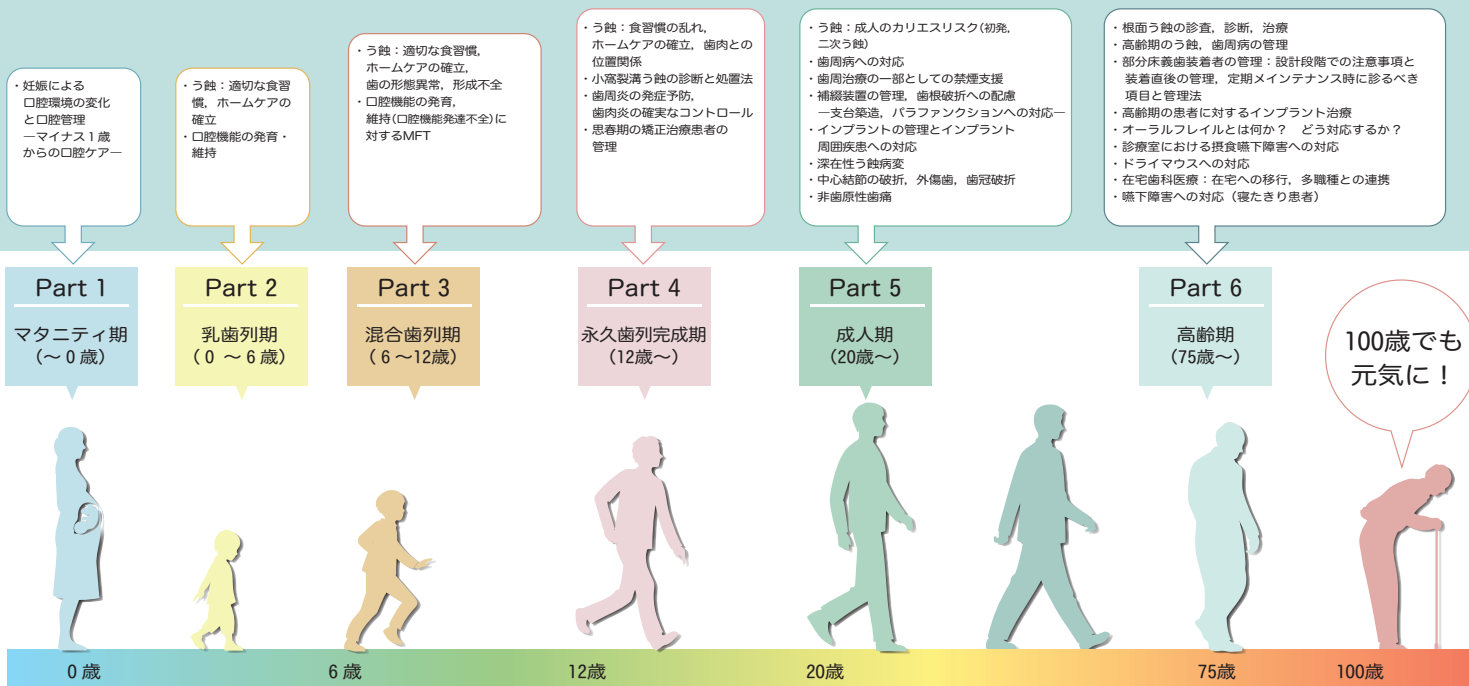 ・妊娠による
口腔環境の変化
と口腔管理
―マイナス1歳
からの口腔ケア―
・う蝕：適切な食習
慣，ホームケアの
確立
・口腔機能の発育・
維持
・う蝕：適切な食習慣，
ホームケアの確立，
歯の形態異常，形成不全
・口腔機能の発育，
維持(口腔機能発達不全)に
対するMFT
・う蝕：食習慣の乱れ，
ホームケアの確立，歯肉との
位置関係
・小窩裂溝う蝕の診断と処置法
・歯周炎の発症予防，
歯肉炎の確実なコントロール
・思春期の矯正治療患者の
管理
・う蝕：成人のカリエスリスク(初発，
二次う蝕)
・歯周病への対応
・歯周治療の一部としての禁煙支援
・補綴装置の管理，歯根破折への配慮
―支台築造，パラファンクションへの対応―
・インプラントの管理とインプラント
周囲疾患への対応
・深在性う蝕病変
・中心結節の破折，外傷歯，歯冠破折
・非歯原性歯痛
・根面う蝕の診査，診断，治療
・高齢期のう蝕，歯周病の管理
・部分床義歯装着者の管理：設計段階での注意事項と
装着直後の管理，定期メインテナンス時に診るべき
項目と管理法
・高齢期の患者に対するインプラント治療
・オーラルフレイルとは何か？　どう対応するか？
・診療室における摂食嚥下障害への対応
・ドライマウスへの対応
・在宅歯科医療：在宅への移行，多職種との連携
・嚥下障害への対応（寝たきり患者）
Part 1
マタニティ期
(～0歳)
Part 2
乳歯列期
(0 ～6歳)
Part 3
混合歯列期
(6～12歳)
Part 4
永久歯列完成期
(12歳～)
Part 5
成人期
(20歳～)
Part 6
高齢期
(75歳～)
100歳でも
元気に！
0歳
6歳
12歳
20歳
75歳
100歳